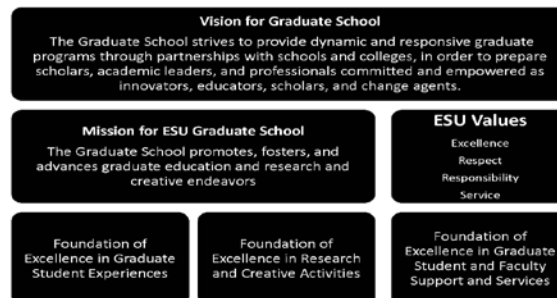 Vision for Graduate School
The Graduate School strives to provide dynamic and responsive graduate
programs through partnerships with schools and colleges, in order to prepare
scholars, academic leaders, and professionals committed and empowered as
innovators, educators, scholars, and change agents.
Mission for ESU Graduate School
The Graduate School promotes, fosters, and
advances graduate education and research and
creative endeavors
ESU Values
Excellence
Respect
Responsibility
Service
Foundation of
Excellence in Graduate
Student Experiences
Foundation of
Excellence in Research
and Creative Activities
Foundation of
Excellence in Graduate
Student and Faculty
Support and Services